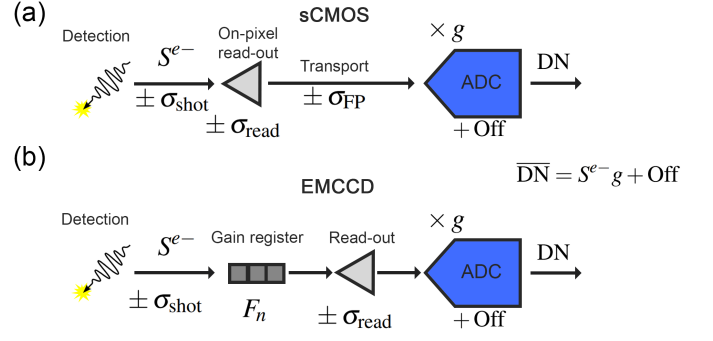 (a)
sCMOS
Detection
S^{e−}
± σ_shot
On-pixel
read-out
± σ_read
Transport
± σ_FP
× g
ADC
+ Off
DN
(b)
EMCCD
\overline{DN} = S^{e−}g + Off
Detection
S^{e−}
± σ_shot
Gain register
F_n
Read-out
± σ_read
× g
ADC
+ Off
DN